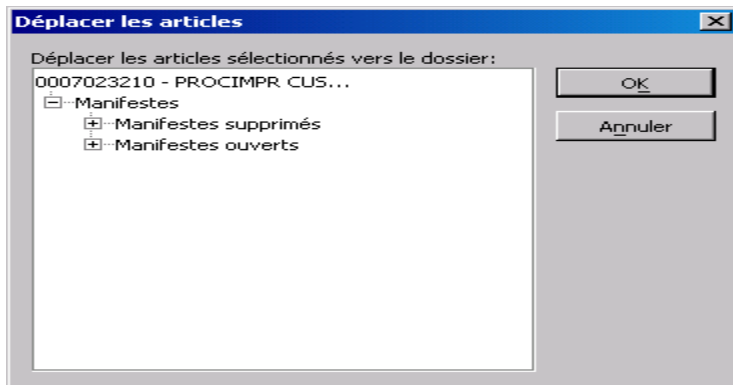 Déplacer les articles
Déplacer les articles sélectionnés vers le dossier:
0007023210 - PROCIMPR CUS...
Manifestes
Manifestes supprimés
Manifestes ouverts
OK
Annuler